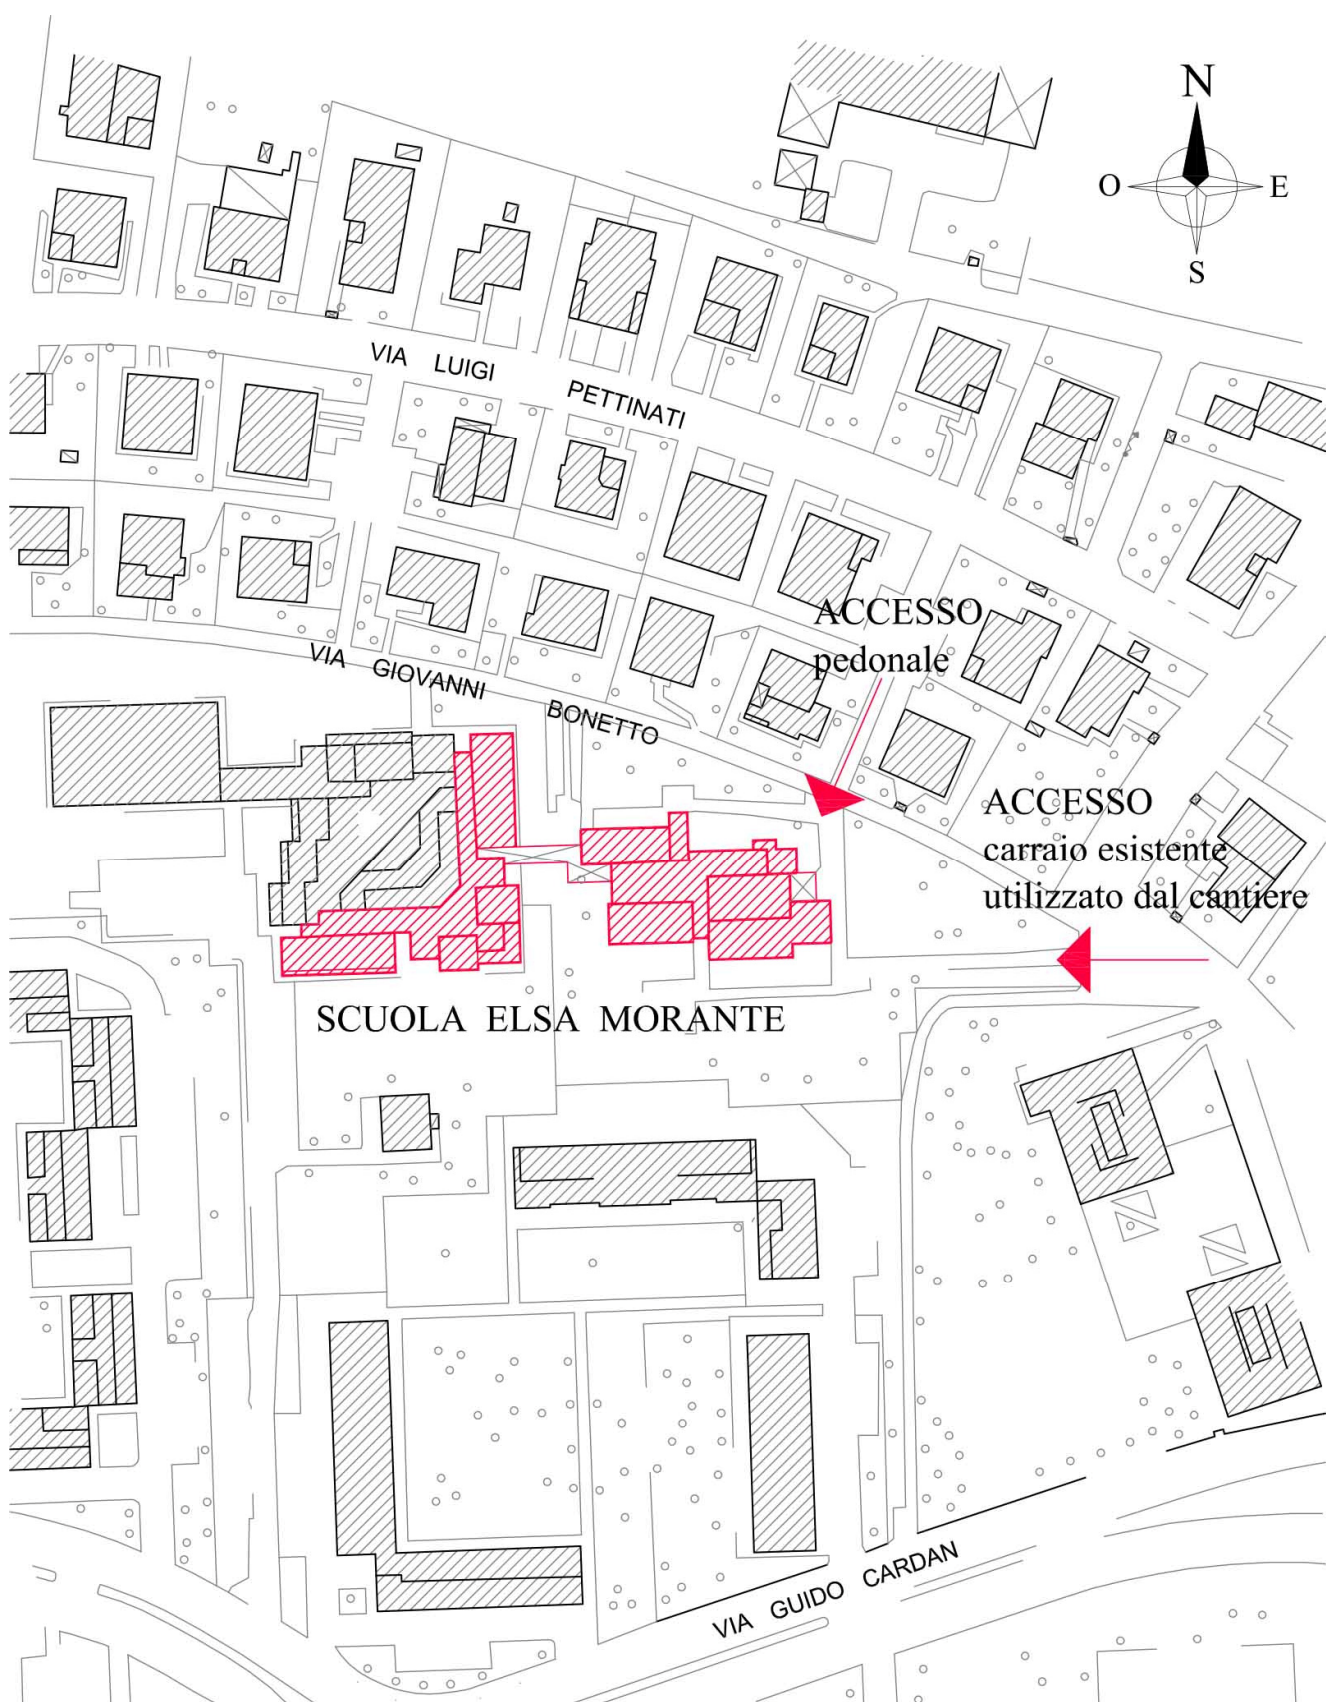 N
O
E
S
VIA LUIGI PETTINATI
ACCESSO
pedonale
VIA GIOVANNI BONETTO
ACCESSO
carraio esistente
utilizzato dal cantiere
SCUOLA ELSA MORANTE
VIA GUIDO CARDAN